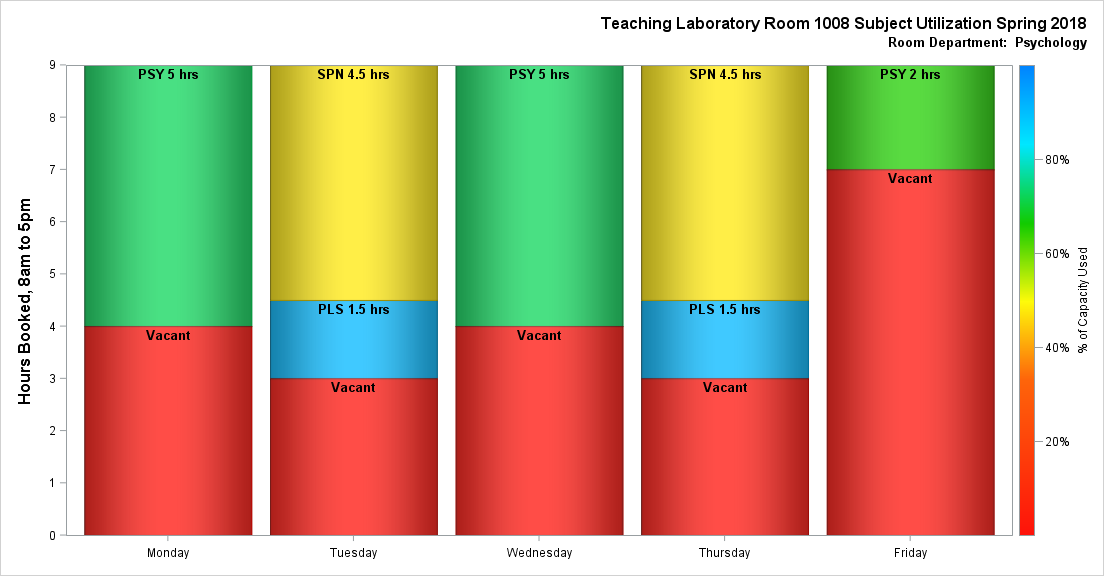 Teaching Laboratory Room 1008 Subject Utilization Spring 2018
Room Department: Psychology
Hours Booked, 8am to 5pm
9
8
7
6
5
4
3
2
1
0
PSY 5 hrs
Vacant
SPN 4.5 hrs
PLS 1.5 hrs
Vacant
PSY 5 hrs
Vacant
SPN 4.5 hrs
PLS 1.5 hrs
Vacant
PSY 2 hrs
Vacant
Monday
Tuesday
Wednesday
Thursday
Friday
80%
60%
40%
20%
% of Capacity Used